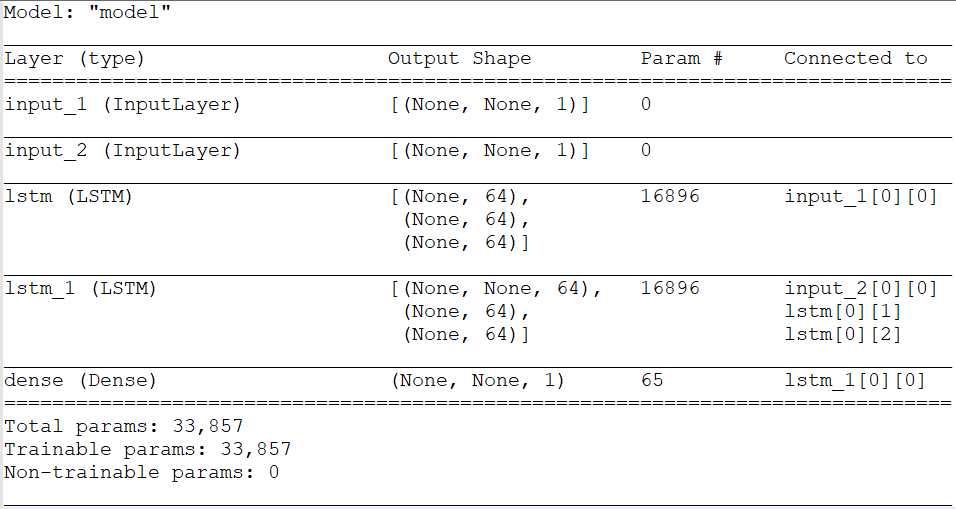 Model: "model"
Layer (type) Output Shape Param # Connected to
input_1 (InputLayer) [(None, None, 1)] 0
input_2 (InputLayer) [(None, None, 1)] 0
lstm (LSTM) [(None, 64), 16896 input_1[0][0]
(None, 64),
(None, 64)]
lstm_1 (LSTM) [(None, None, 64), 16896 input_2[0][0]
(None, 64), lstm[0][1]
(None, 64)] lstm[0][2]
dense (Dense) (None, None, 1) 65 lstm_1[0][0]
Total params: 33,857
Trainable params: 33,857
Non-trainable params: 0